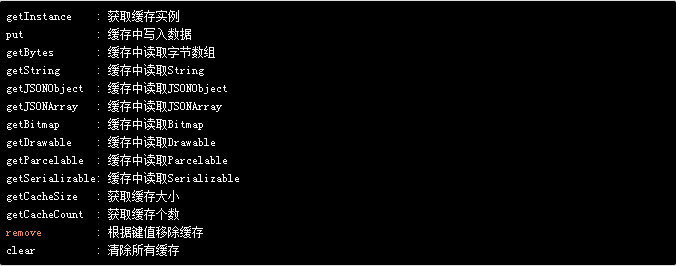 getInstance    : 获取缓存实例
put            : 缓存中写入数据
getBytes       : 缓存中读取字节数组
getString      : 缓存中读取String
getJSONObject  : 缓存中读取JSONObject
getJSONArray   : 缓存中读取JSONArray
getBitmap      : 缓存中读取Bitmap
getDrawable    : 缓存中读取Drawable
getParcelable  : 缓存中读取Parcelable
getSerializable: 缓存中读取Serializable
getCacheSize   : 获取缓存大小
getCacheCount  : 获取缓存个数
remove         : 根据键值移除缓存
clear          : 清除所有缓存